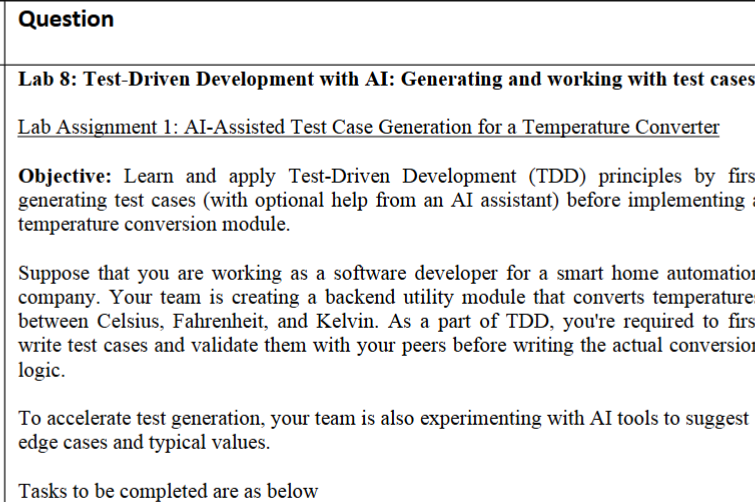 Question
Lab 8: Test-Driven Development with AI: Generating and working with test cases
Lab Assignment 1: AI-Assisted Test Case Generation for a Temperature Converter
Objective: Learn and apply Test-Driven Development (TDD) principles by firs
generating test cases (with optional help from an AI assistant) before implementing a
temperature conversion module.
Suppose that you are working as a software developer for a smart home automation
company. Your team is creating a backend utility module that converts temperature
between Celsius, Fahrenheit, and Kelvin. As a part of TDD, you're required to firs
write test cases and validate them with your peers before writing the actual conversion
logic.
To accelerate test generation, your team is also experimenting with AI tools to suggest
edge cases and typical values.
Tasks to be completed are as below